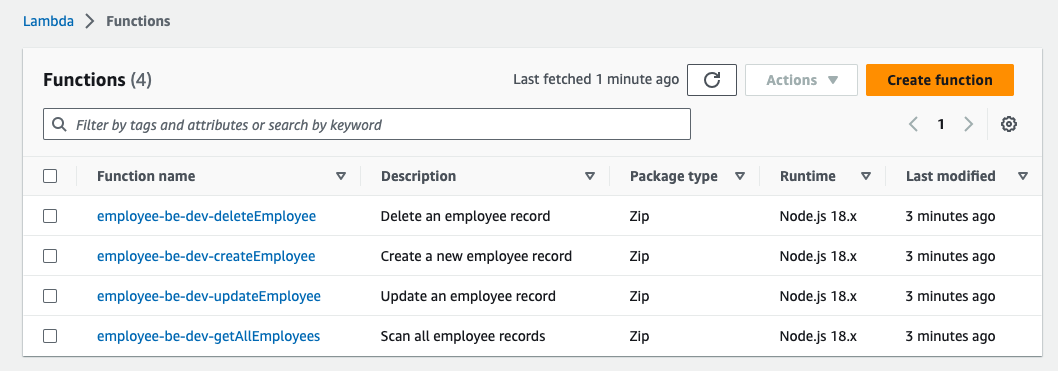 Lambda > Functions
Functions (4) Last fetched 1 minute ago Actions Create function
Filter by tags and attributes or search by keyword 1
Function name Description Package type Runtime Last modified
employee-be-dev-deleteEmployee Delete an employee record Zip Node.js 18.x 3 minutes ago
employee-be-dev-createEmployee Create a new employee record Zip Node.js 18.x 3 minutes ago
employee-be-dev-updateEmployee Update an employee record Zip Node.js 18.x 3 minutes ago
employee-be-dev-getAllEmployees Scan all employee records Zip Node.js 18.x 3 minutes ago